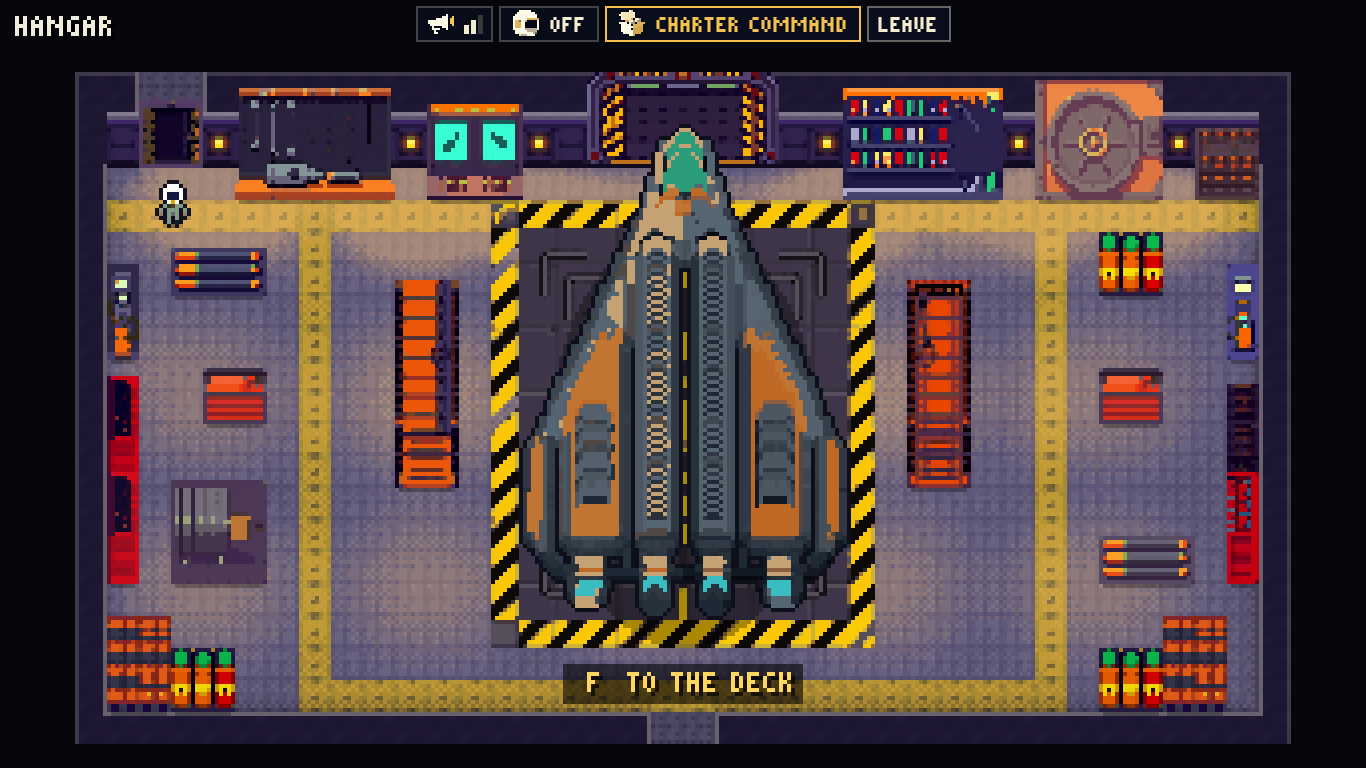 HANGAR
OFF
CHARTER COMMAND
LEAVE
F TO THE DECK